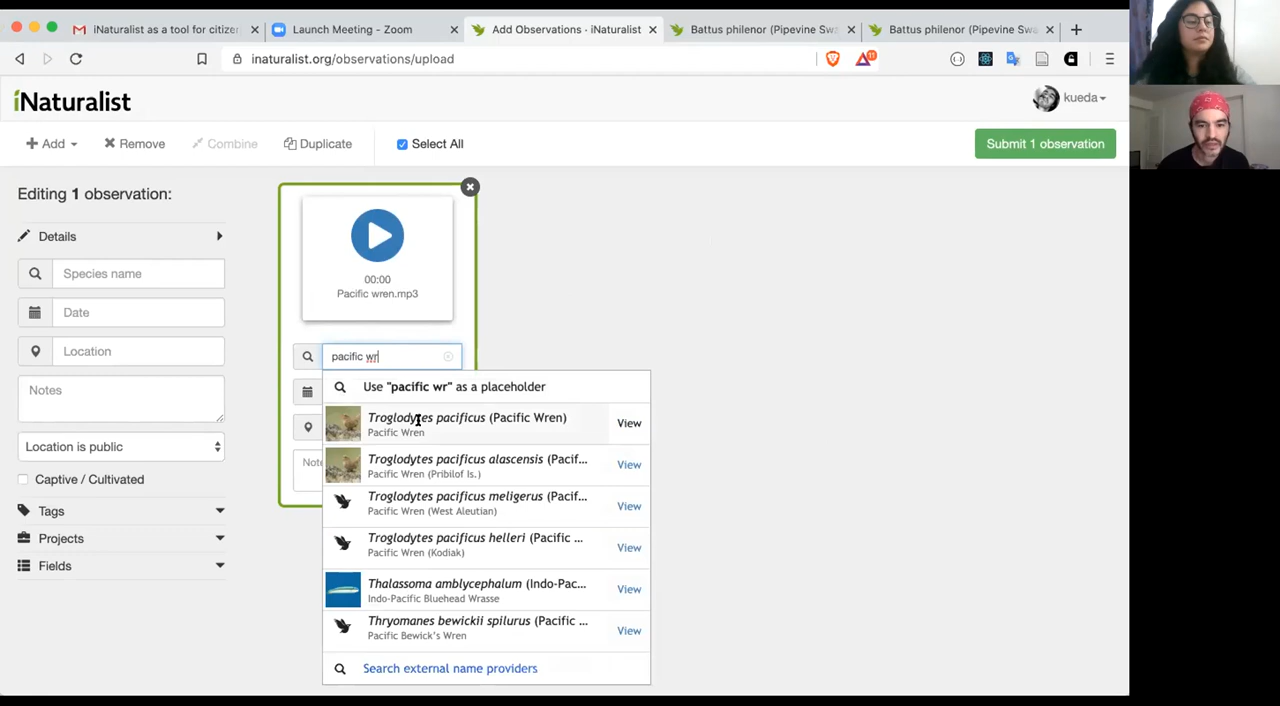 iNaturalist as a tool for citizer
Launch Meeting - Zoom
Add Observations · iNaturalist
Battus philenor (Pipevine Swa
Battus philenor (Pipevine Swa
inaturalist.org/observations/upload
11
iNaturalist
kueda
Add
Remove
Combine
Duplicate
Select All
Submit 1 observation
Editing 1 observation:
Details
Species name
Date
Location
Notes
Location is public
Captive / Cultivated
Tags
Projects
Fields
00:00
Pacific wren.mp3
pacific wr
Note
Use "pacific wr" as a placeholder
Troglodytes pacificus (Pacific Wren)
Pacific Wren
View
Troglodytes pacificus alascensis (Pacif...
Pacific Wren (Pribilof Is.)
View
Troglodytes pacificus meligerus (Pacif...
Pacific Wren (West Aleutian)
View
Troglodytes pacificus helleri (Pacific ...
Pacific Wren (Kodiak)
View
Thalassoma amblycephalum (Indo-Pac...
Indo-Pacific Bluehead Wrasse
View
Thryomanes bewickii spilurus (Pacific ...
Pacific Bewick's Wren
View
Search external name providers